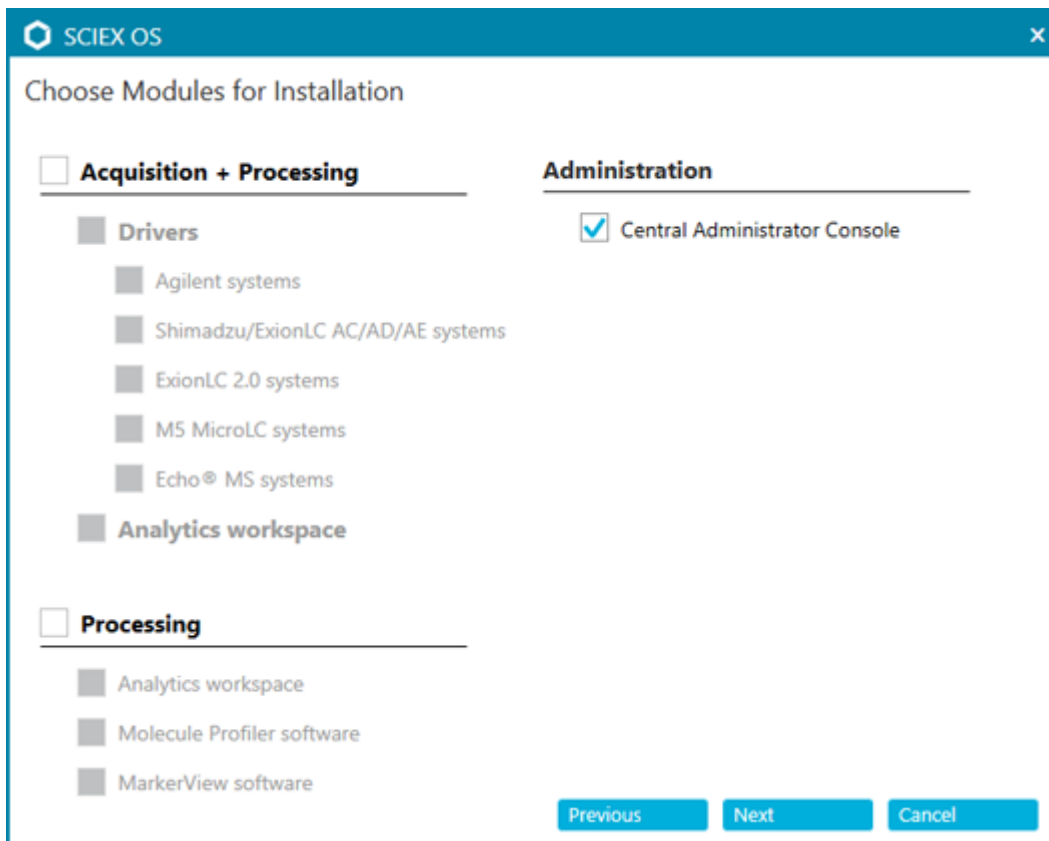 SCIEX OS
Choose Modules for Installation
Acquisition + Processing
Drivers
Agilent systems
Shimadzu/ExionLC AC/AD/AE systems
ExionLC 2.0 systems
M5 MicroLC systems
Echo® MS systems
Analytics workspace
Processing
Analytics workspace
Molecule Profiler software
MarkerView software
Administration
Central Administrator Console
Previous
Next
Cancel